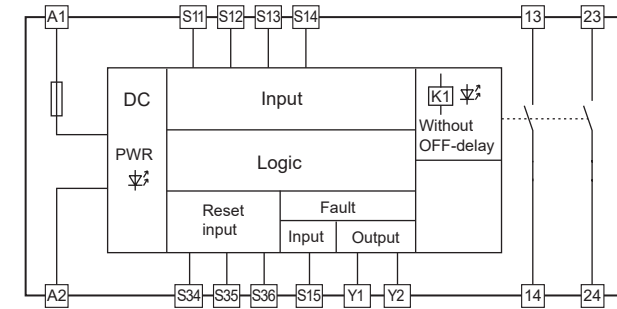 A1 S11 S12 S13 S14 13 23
DC
Input
K1
Without
OFF-delay
PWR
Logic
Reset
input
Fault
Input
Output
A2 S34 S35 S36 S15 Y1 Y2 14 24